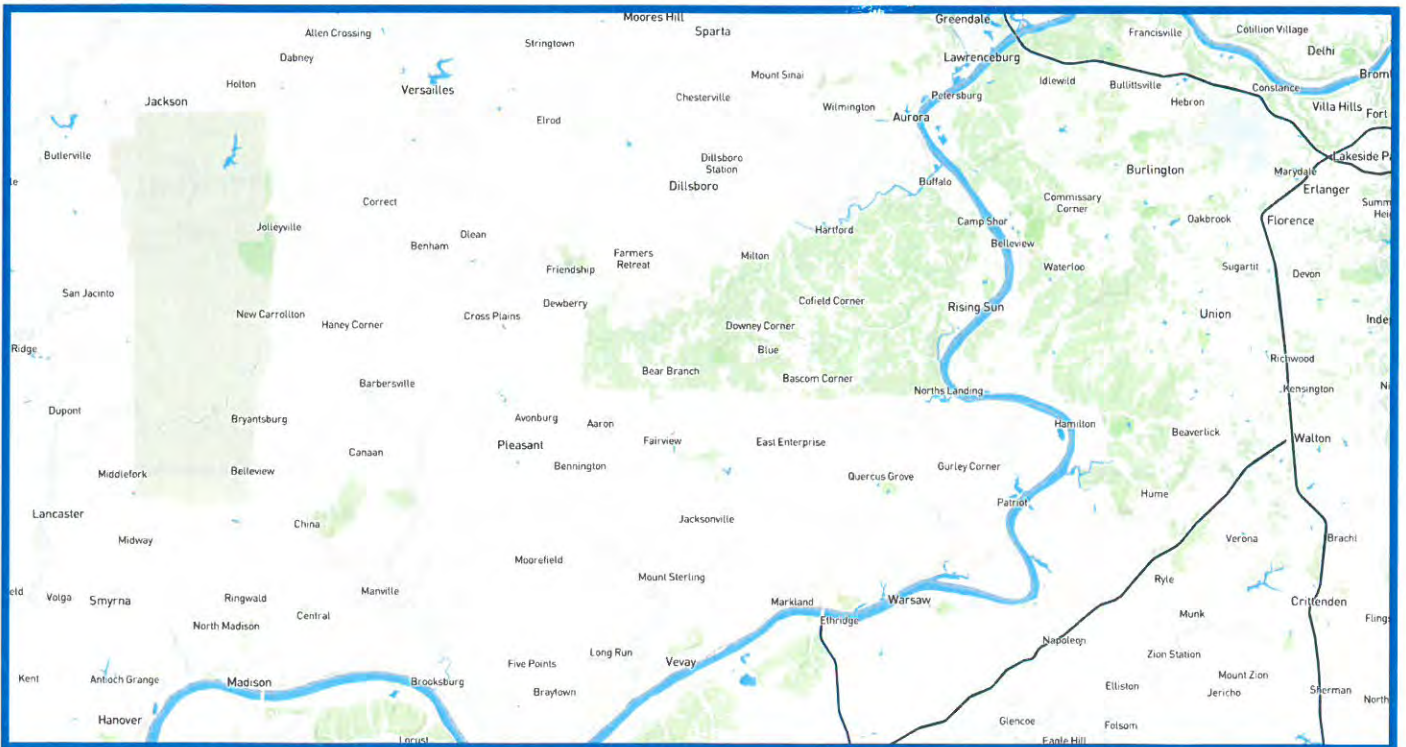 Moores Hill
Greendale
Allen Crossing
Sparta
Francisville
Cotillion Village
Stringtown
Delhi
Dabney
Lawrenceburg
Mount Sinai
Idlewild
Bullittsville
Holton
Versailles
Constance
Jackson
Chesterville
Petersburg
Hebron
Wilmington
Villa Hills
Fort
Aurora
Elrod
Butlerville
Dillsboro
Station
Lakeside
Burlington
Marydale
Buffalo
Dillsboro
Erlanger
Correct
Commissary
Corner
Oakbrook
Florence
Jolleyville
Hartford
Camp Shor
Olean
Benham
Belleview
Farmers
Retreat
Milton
Friendship
Waterloo
Sugartit
Devon
San Jacinto
Dewberry
Cofield Corner
Rising Sun
New Carrollton
Haney Corner
Cross Plains
Union
Downey Corner
Ridge
Blue
Richwood
Bear Branch
Bascom Corner
Barbersville
Norths Landing
Kensington
Dupont
Bryantsburg
Avonburg
Aaron
Hamilton
Beaverlick
Walton
Pleasant
Fairview
East Enterprise
Canaan
Bennington
Gurley Corner
Middlefork
Belleview
Quercus Grove
Hume
Patriot
Lancaster
China
Jacksonville
Midway
Verona
Bracht
Moorefield
Mount Sterling
Ryle
Volga
Smyrna
Ringwald
Manville
Markland
Warsaw
Crittenden
Central
Ethridge
Munk
North Madison
Napoleon
Five Points
Long Run
Vevay
Zion Station
Kent
Antioch Grange
Madison
Brooksburg
Mount Zion
Elliston
Jericho
Sherman
Braytown
North
Hanover
Glencoe
Folsom
Locust
Eagle Hill